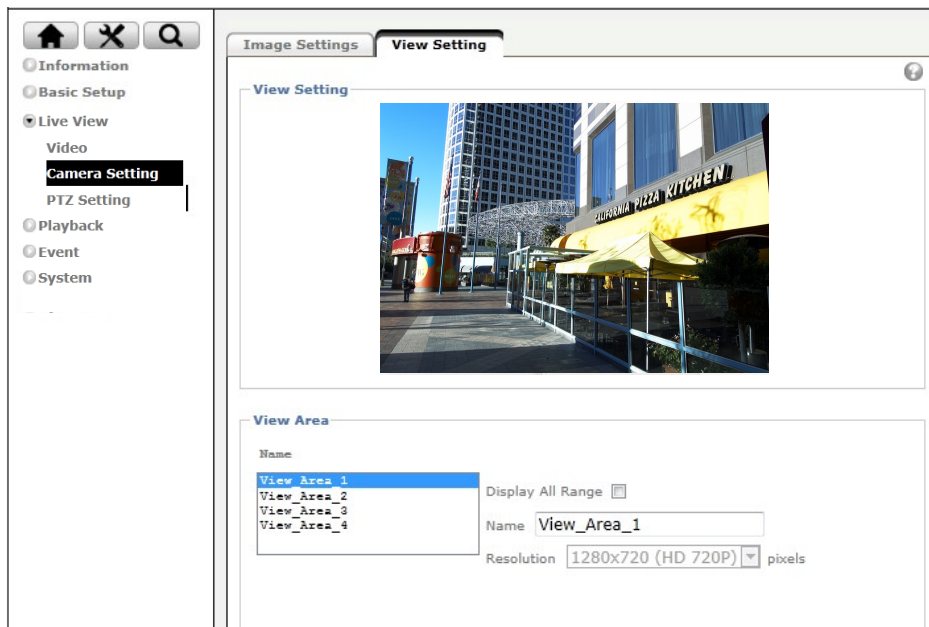 Image Settings
View Setting
Information
Basic Setup
Live View
Video
Camera Setting
PTZ Setting
Playback
Event
System
View Setting
CALIFORNIA PIZZA KITCHEN
View Area
Name
View_Area_1
View_Area_2
View_Area_3
View_Area_4
Display All Range
Name View_Area_1
Resolution 1280x720 (HD 720P) pixels